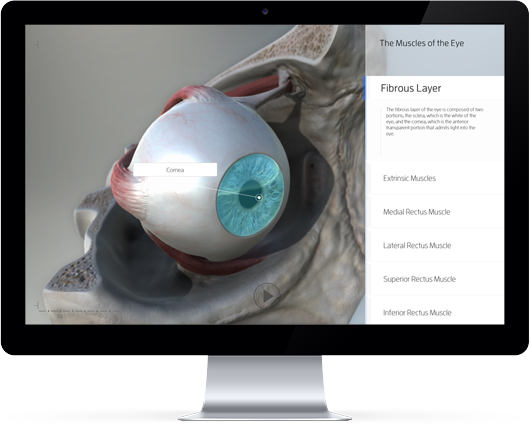 The Muscles of the Eye
Fibrous Layer
The fibrous layer of the eye is composed of two
portions, the sclera, which is the white of the
eye, and the cornea, which is the anterior
transparent portion that admits light into the
eye.
Cornea
Extrinsic Muscles
Medial Rectus Muscle
Lateral Rectus Muscle
Superior Rectus Muscle
Inferior Rectus Muscle